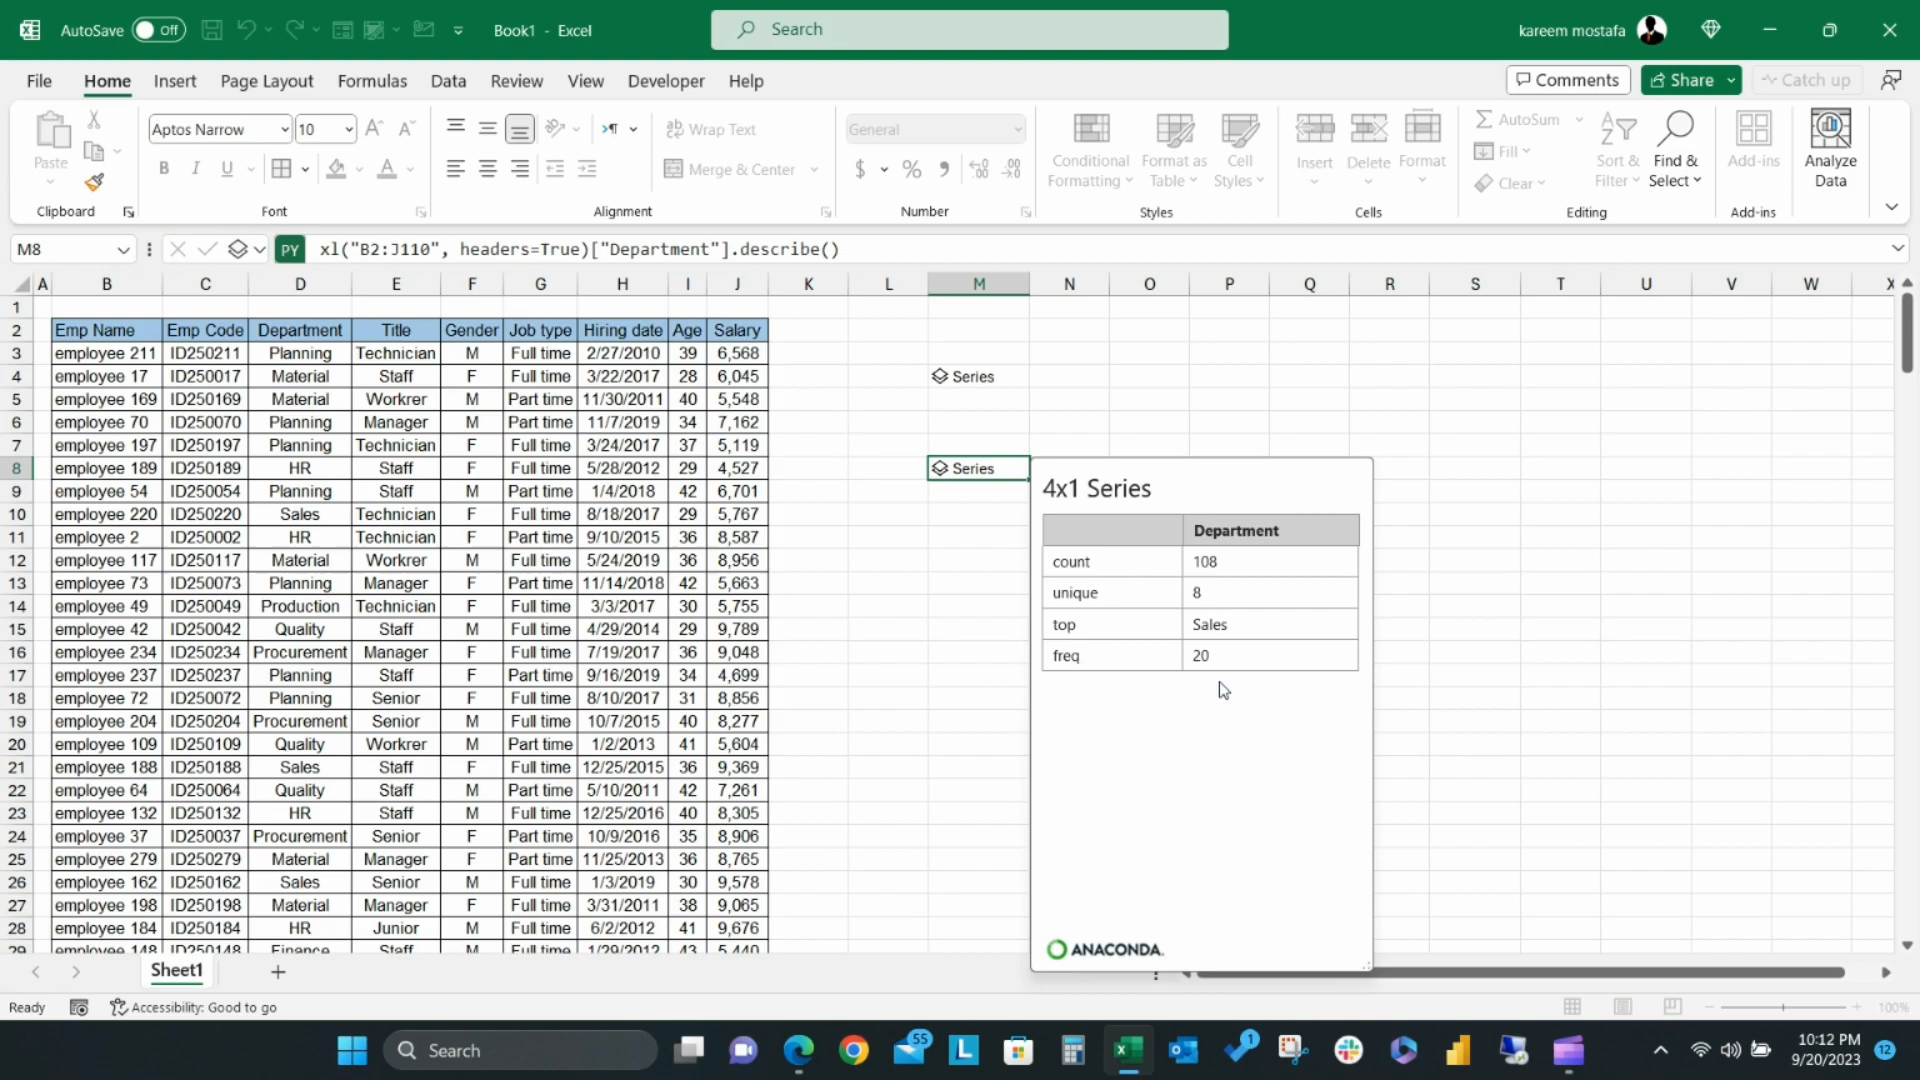 AutoSave Off Book1 - Excel Search kareem mostafa
File Home Insert Page Layout Formulas Data Review View Developer Help Comments Share Catch up
Aptos Narrow 10 Wrap Text General AutoSum
Paste Merge & Center Conditional Formatting Format as Table Cell Styles Insert Delete Format Fill Sort & Filter Find & Select Add-ins Analyze Data
B I U $ % Clear
Clipboard Font Alignment Number Styles Cells Editing Add-ins
M8 PY xl("B2:J110", headers=True)["Department"].describe()
A B C D E F G H I J K L M N O P Q R S T U V W X
1
2 Emp Name Emp Code Department Title Gender Job type Hiring date Age Salary
3 employee 211 ID250211 Planning Technician M Full time 2/27/2010 39 6,568
4 employee 17 ID250017 Material Staff F Full time 3/22/2017 28 6,045 Series
5 employee 169 ID250169 Material Workrer M Part time 11/30/2011 40 5,548
6 employee 70 ID250070 Planning Manager M Part time 11/7/2019 34 7,162
7 employee 197 ID250197 Planning Technician F Full time 3/24/2017 37 5,119
8 employee 189 ID250189 HR Staff F Full time 5/28/2012 29 4,527 Series
9 employee 54 ID250054 Planning Staff M Part time 1/4/2018 42 6,701
10 employee 220 ID250220 Sales Technician F Full time 8/18/2017 29 5,767
11 employee 2 ID250002 HR Technician F Part time 9/10/2015 36 8,587
12 employee 117 ID250117 Material Workrer M Full time 5/24/2019 36 8,956
13 employee 73 ID250073 Planning Manager F Part time 11/14/2018 42 5,663
14 employee 49 ID250049 Production Technician F Full time 3/3/2017 30 5,755
15 employee 42 ID250042 Quality Staff M Full time 4/29/2014 29 9,789
16 employee 234 ID250234 Procurement Manager F Full time 7/19/2017 36 9,048
17 employee 237 ID250237 Planning Staff F Part time 9/16/2019 34 4,699
18 employee 72 ID250072 Planning Senior F Full time 8/10/2017 31 8,856
19 employee 204 ID250204 Procurement Senior M Full time 10/7/2015 40 8,277
20 employee 109 ID250109 Quality Workrer M Part time 1/2/2013 41 5,604
21 employee 188 ID250188 Sales Staff F Full time 12/25/2015 36 9,369
22 employee 64 ID250064 Quality Staff M Part time 5/10/2011 42 7,261
23 employee 132 ID250132 HR Staff M Full time 12/25/2016 40 8,305
24 employee 37 ID250037 Procurement Senior F Part time 10/9/2016 35 8,906
25 employee 279 ID250279 Material Manager F Part time 11/25/2013 36 8,765
26 employee 162 ID250162 Sales Senior M Full time 1/3/2019 30 9,578
27 employee 198 ID250198 Material Manager F Full time 3/31/2011 38 9,065
28 employee 184 ID250184 HR Junior M Full time 6/2/2012 41 9,676
29 employee 148 ID250148 Finance Staff M Full time 1/29/2012 43 5,440
4x1 Series
Department
count 108
unique 8
top Sales
freq 20
ANACONDA.
Sheet1
Ready Accessibility: Good to go 100%
Search 55 1 10:12 PM 12
9/20/2023